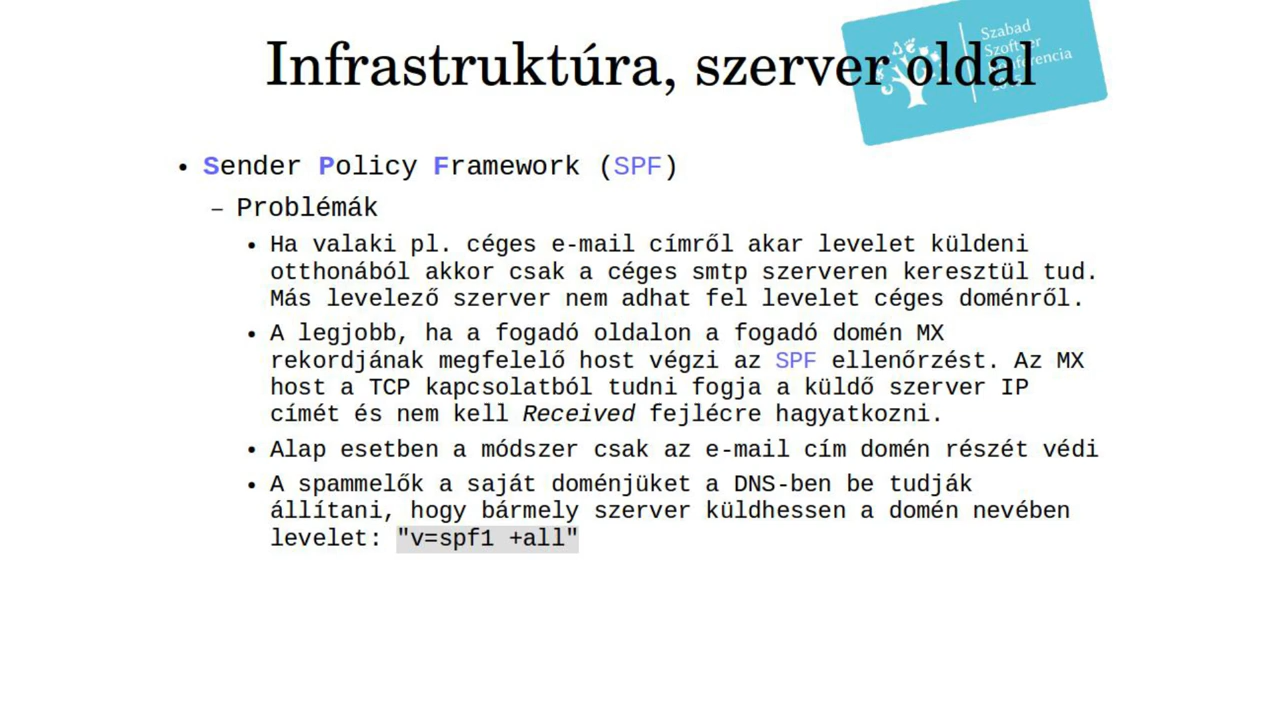 Infrastruktúra, szerver oldal
Szabad
Szoftver
Konferencia
• Sender Policy Framework (SPF)
– Problémák
• Ha valaki pl. céges e-mail címről akar levelet küldeni
otthonából akkor csak a céges smtp szerveren keresztül tud.
Más levelező szerver nem adhat fel levelet céges doménről.
• A legjobb, ha a fogadó oldalon a fogadó domén MX
rekordjának megfelelő host végzi az SPF ellenőrzést. Az MX
host a TCP kapcsolatból tudni fogja a küldő szerver IP
címét és nem kell Received fejlécre hagyatkozni.
• Alap esetben a módszer csak az e-mail cím domén részét védi
• A spammelők a saját doménjüket a DNS-ben be tudják
állítani, hogy bármely szerver küldhessen a domén nevében
levelet: "v=spf1 +all"